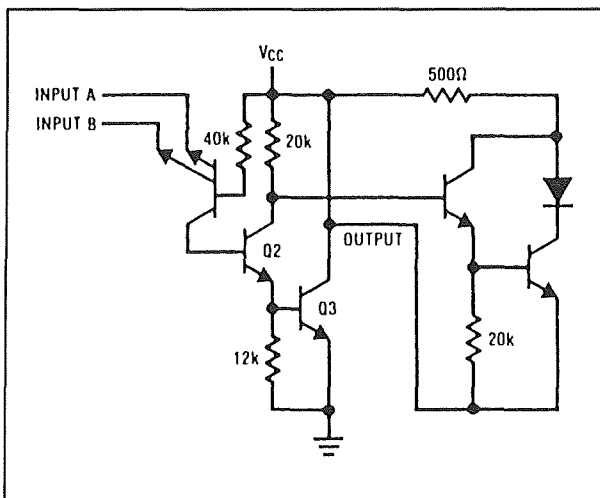 VCC
500Ω
INPUT A
INPUT B
40k
20k
Q2
OUTPUT
Q3
12k
20k